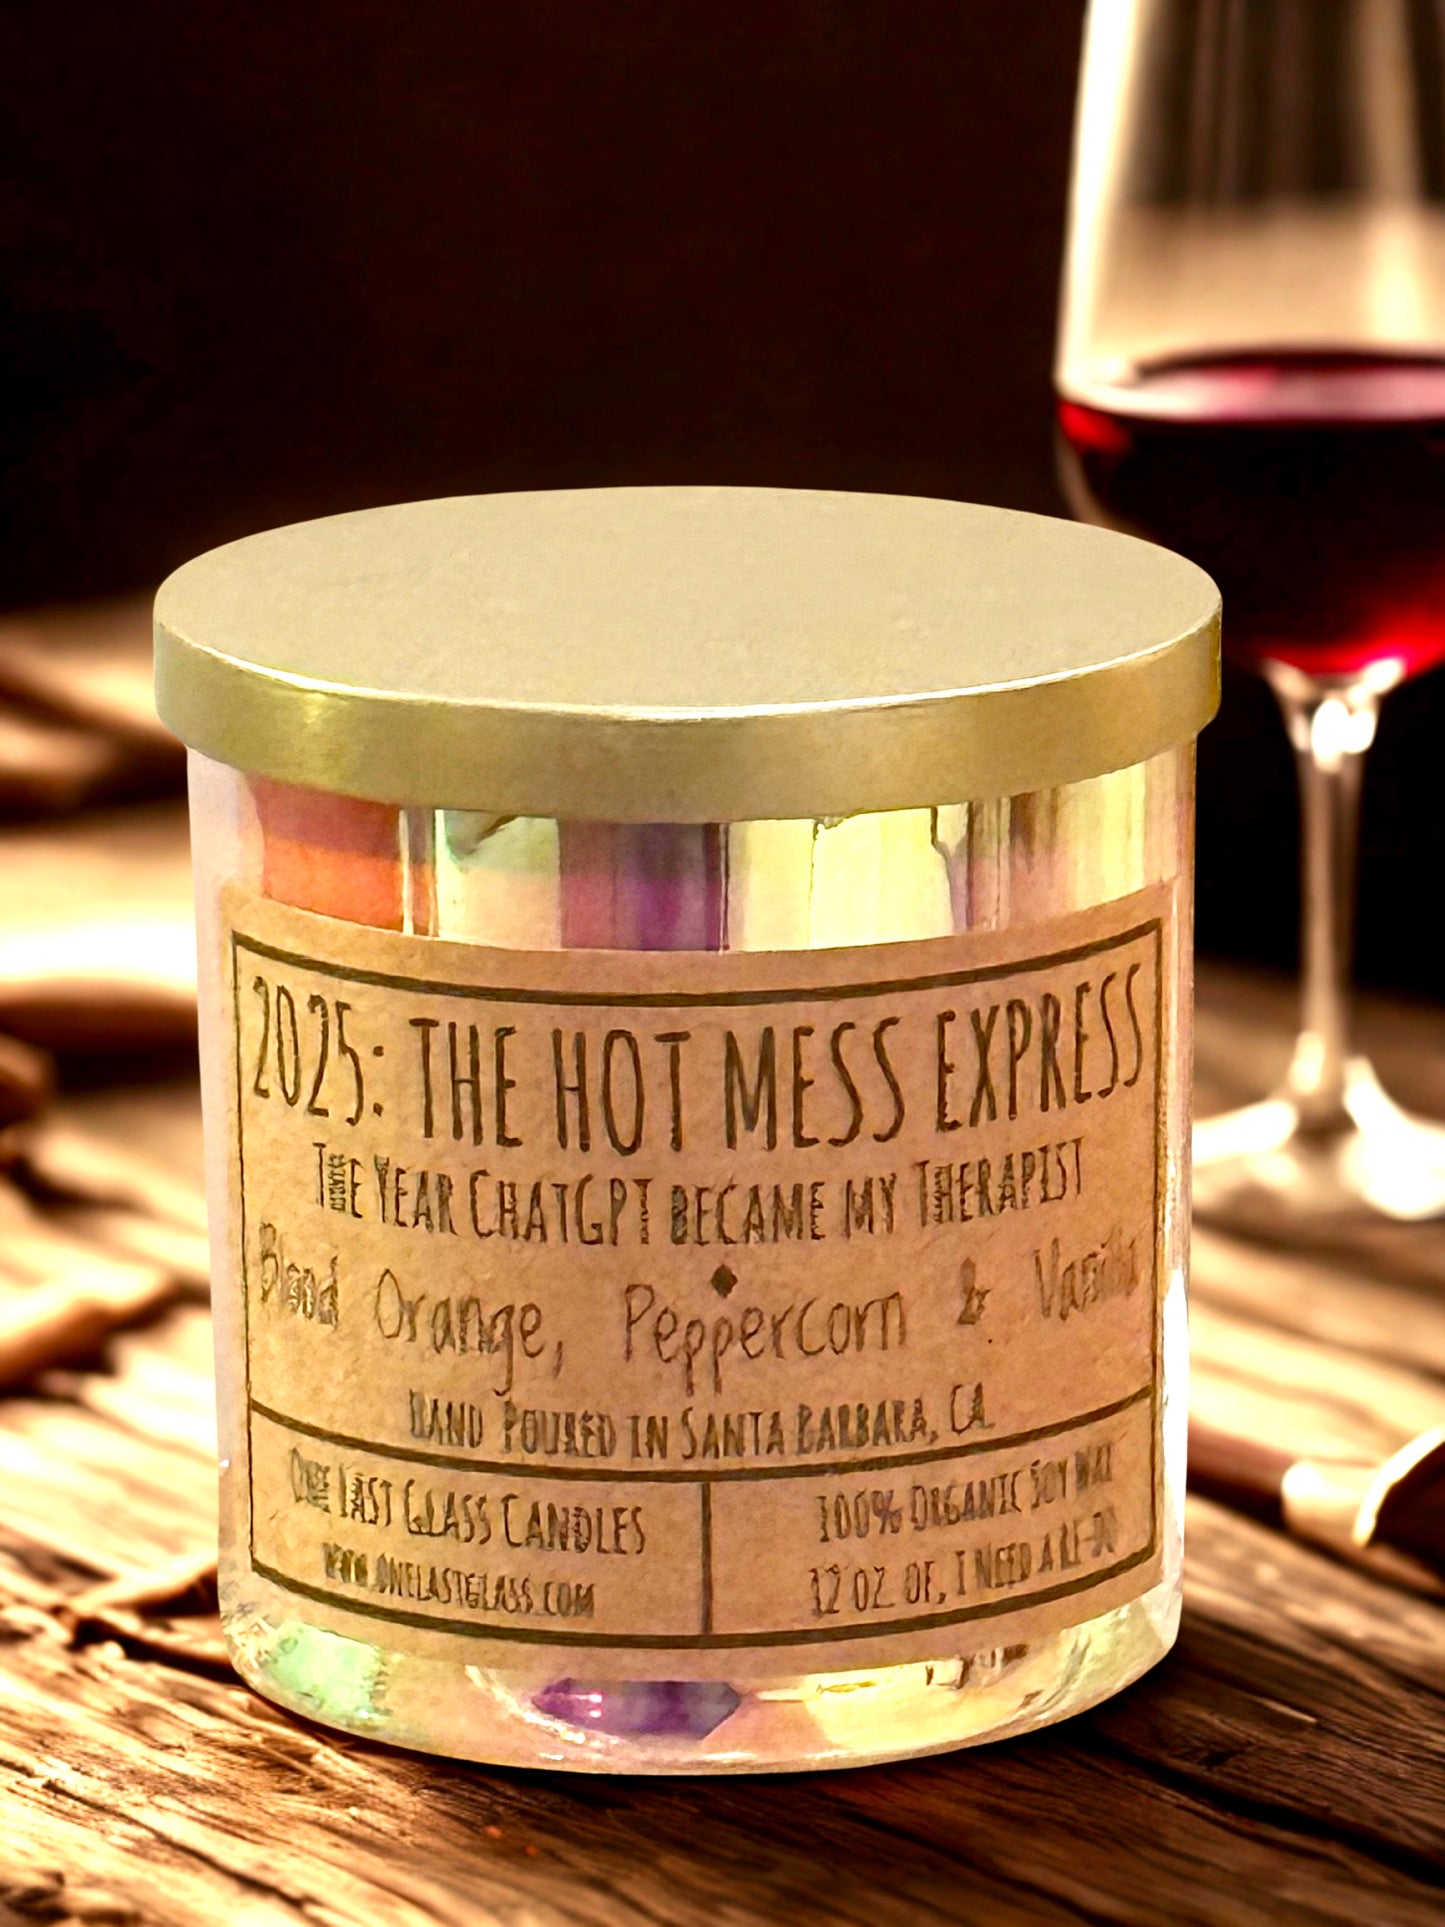 2025: THE HOT MESS EXPRESS
THE YEAR CHATGPT BECAME MY THERAPIST
Blood Orange, Peppercorn & Vanilla
HAND POURED IN SANTA BARBARA, CA
ONE LAST GLASS CANDLES
WWW.ONELASTGLASS.COM
100% ORGANIC SOY WAX
12 OZ. OF, I NEED A RE-DO